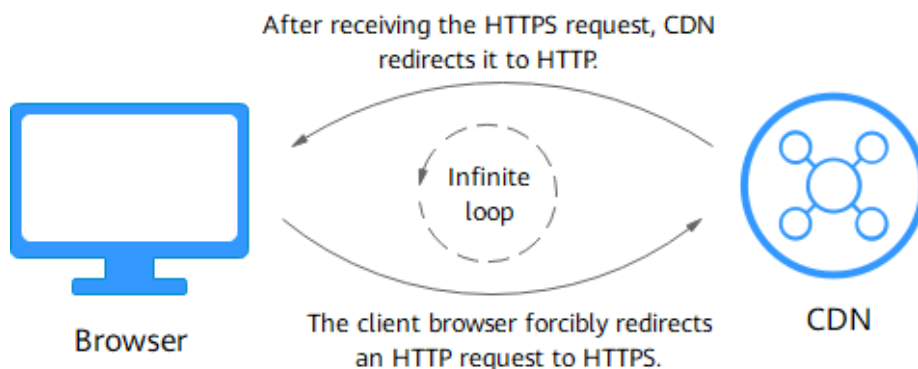 After receiving the HTTPS request, CDN
redirects it to HTTP.
Infinite
loop
Browser
CDN
The client browser forcibly redirects
an HTTP request to HTTPS.